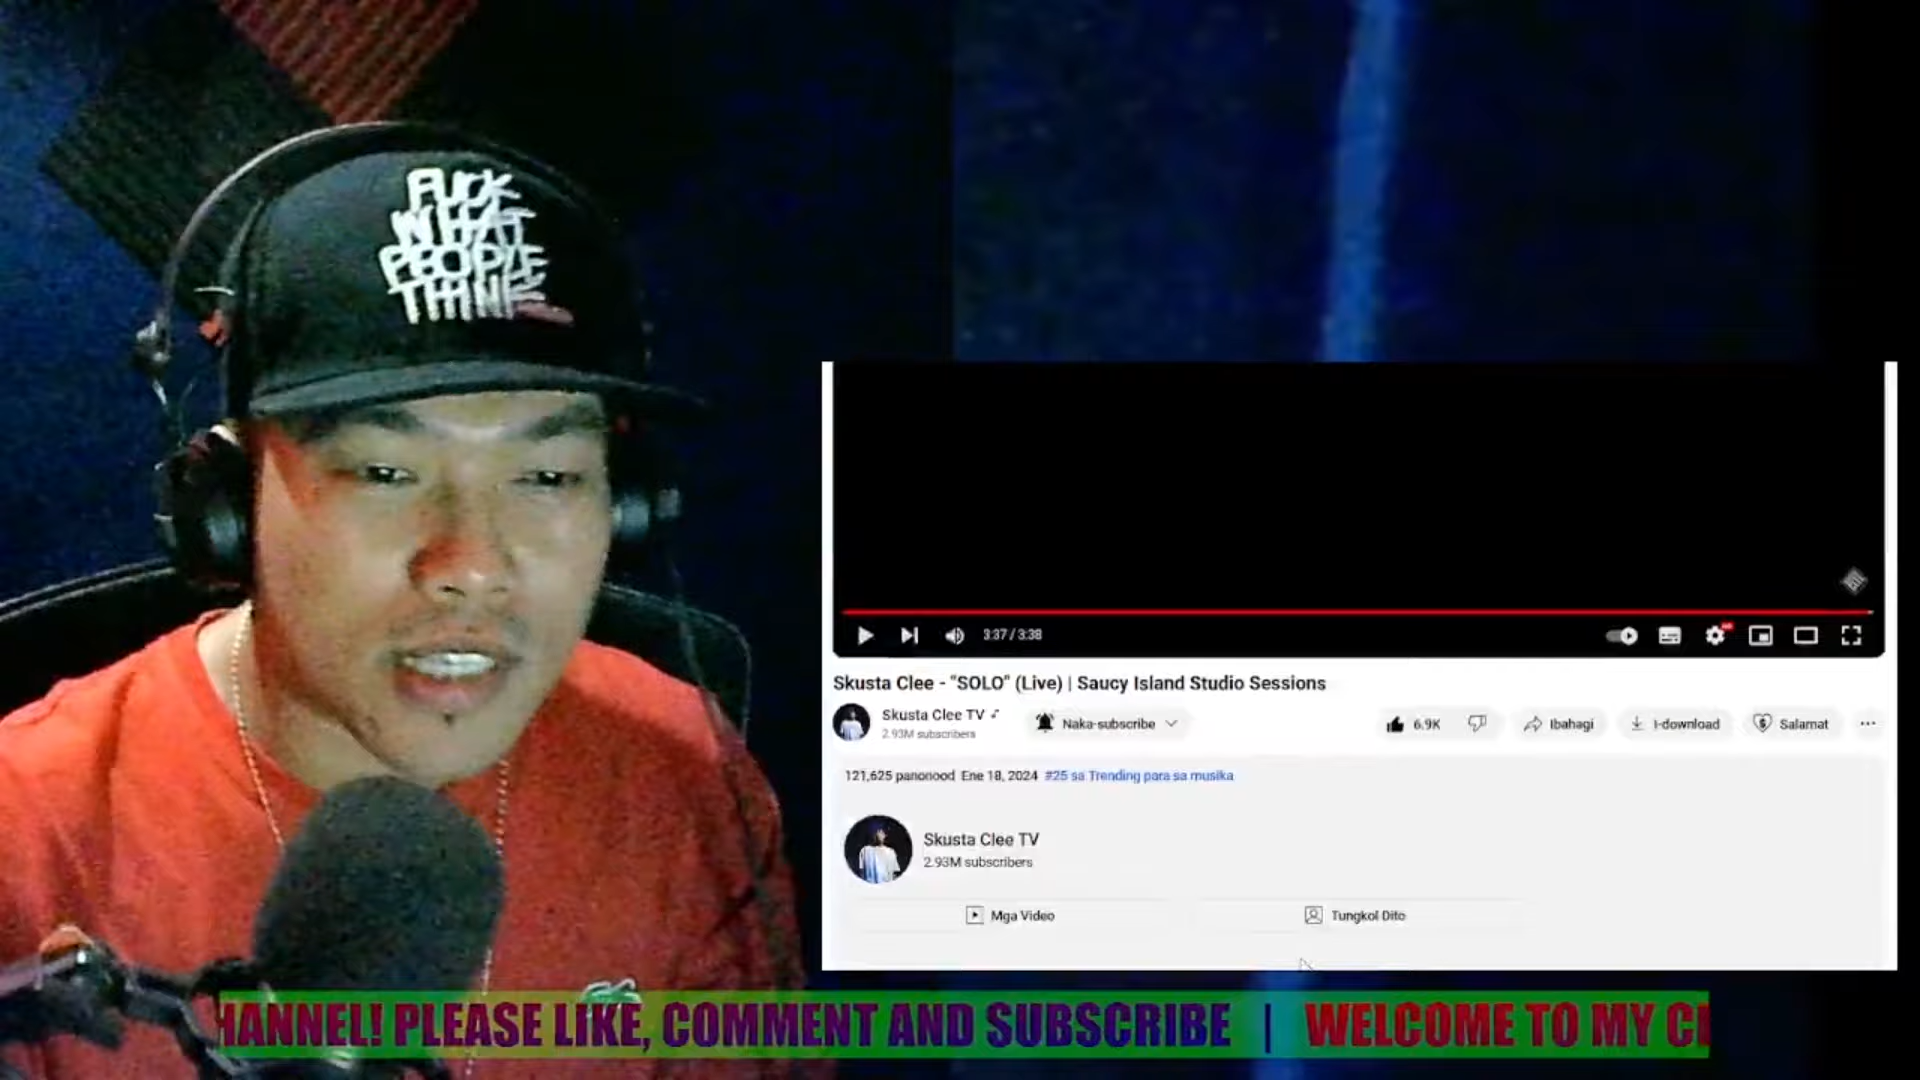 FUCK
WHAT
PEOPLE
THINK
3:37 / 3:38
Skusta Clee - "SOLO" (Live) | Saucy Island Studio Sessions
Skusta Clee TV
2.93M subscribers
Naka-subscribe
6.9K
Ibahagi
I-download
Salamat
121,625 panonood Ene 18, 2024 #25 sa Trending para sa musika
Skusta Clee TV
2.93M subscribers
Mga Video
Tungkol Dito
HANNEL! PLEASE LIKE, COMMENT AND SUBSCRIBE | WELCOME TO MY C